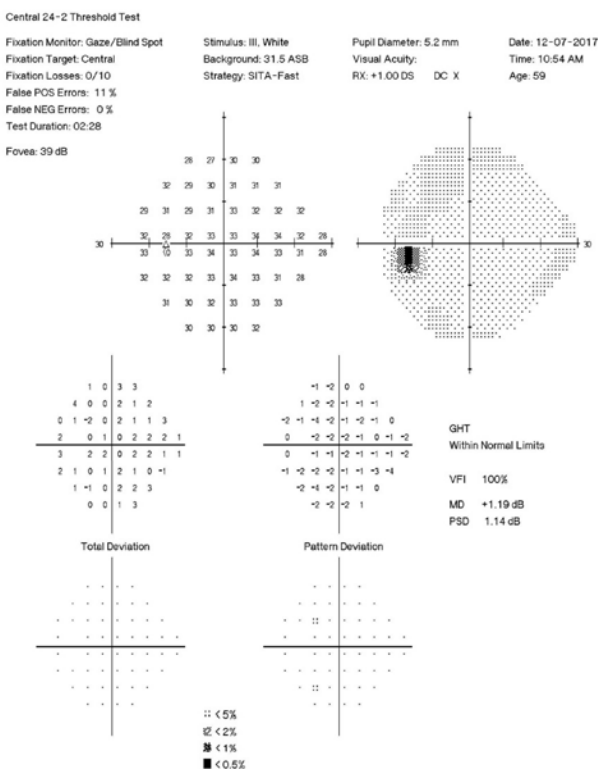 Central 24-2 Threshold Test
Fixation Monitor: Gaze/Blind Spot Stimulus: III, White Pupil Diameter: 5.2 mm Date: 12-07-2017
Fixation Target: Central Background: 31.5 ASB Visual Acuity: Time: 10:54 AM
Fixation Losses: 0/10 Strategy: SITA-Fast RX: +1.00 DS DC X Age: 59
False POS Errors: 11 %
False NEG Errors: 0 %
Test Duration: 02:28
Fovea: 39 dB
26 27 30 30
32 29 30 31 31 31
29 31 29 31 33 32 32 32
32 28 32 32 33 34 34 32 28
30 30
33 10 33 34 33 34 33 31 28
32 32 32 33 34 33 31 28
31 30 32 33 33 33
30 30 30 32
1 0 3 3 -1 -2 0 0
4 0 0 2 1 2 1 -2 -2 -1 -1 -1
0 1 -2 0 2 1 1 3 -2 -1 -4 -2 -1 -2 -1 0
2 0 1 0 2 2 2 1 0 -2 -2 -2 -1 0 -1 -2
3 2 2 0 2 2 1 1 0 -1 -1 -2 -1 -1 -1 -2
2 1 0 1 2 1 0 -1 -1 -2 -2 -2 -1 -1 -3 -4
1 -1 0 2 2 3 -2 -4 -2 -1 -1 0
0 0 1 3 -2 -2 -2 1
GHT
Within Normal Limits
VFI 100%
MD +1.19 dB
PSD 1.14 dB
Total Deviation Pattern Deviation
< 5%
< 2%
< 1%
< 0.5%